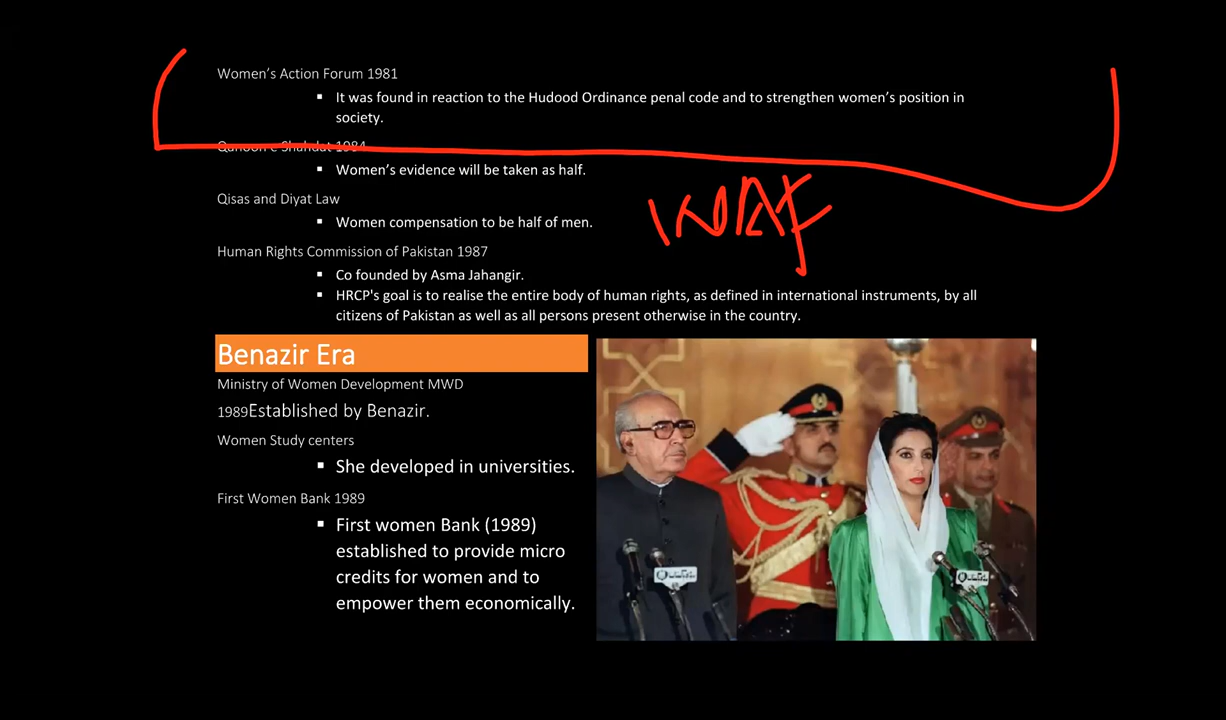 Women's Action Forum 1981
▪ It was found in reaction to the Hudood Ordinance penal code and to strengthen women's position in
society.
Qanoon e Shahdat 1984
▪ Women's evidence will be taken as half.
Qisas and Diyat Law
▪ Women compensation to be half of men.
WAF
Human Rights Commission of Pakistan 1987
▪ Co founded by Asma Jahangir.
▪ HRCP's goal is to realise the entire body of human rights, as defined in international instruments, by all
citizens of Pakistan as well as all persons present otherwise in the country.
Benazir Era
Ministry of Women Development MWD
1989Established by Benazir.
Women Study centers
▪ She developed in universities.
First Women Bank 1989
▪ First women Bank (1989)
established to provide micro
credits for women and to
empower them economically.